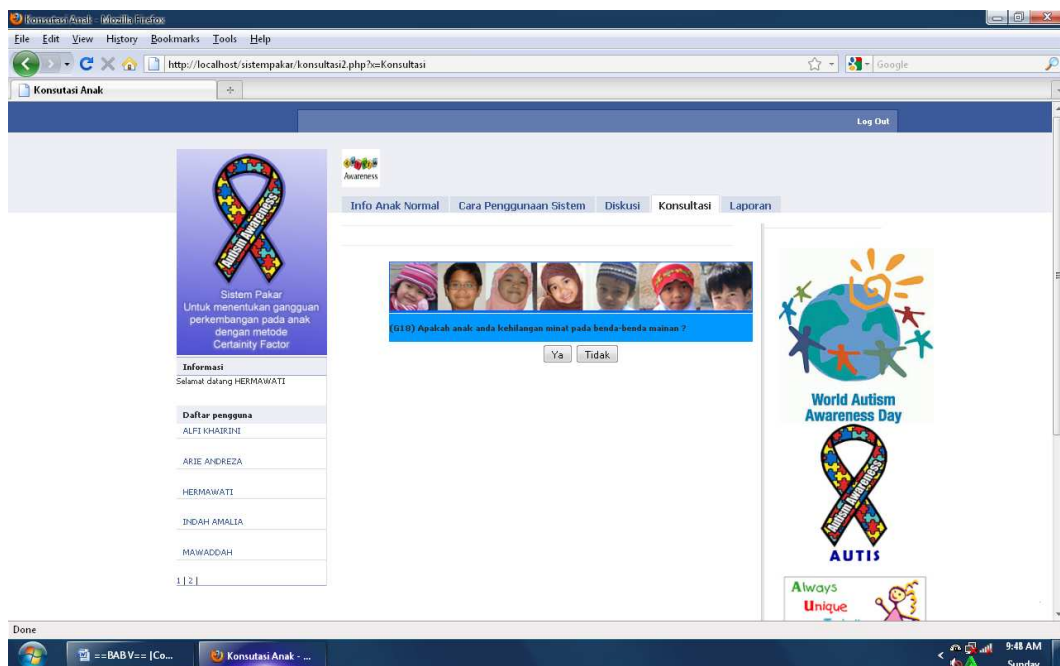 Konsutasi Anak - Mozilla Firefox
File Edit View History Bookmarks Tools Help
http://localhost/sistempakar/konsultasi2.php?x=Konsultasi
Google
Konsutasi Anak
Log Out
Autism Awareness
Sistem Pakar
Untuk menentukan gangguan
perkembangan pada anak
dengan metode
Certainity Factor
Awareness
Info Anak Normal Cara Penggunaan Sistem Diskusi Konsultasi Laporan
(G18) Apakah anak anda kehilangan minat pada benda-benda mainan ?
Ya Tidak
Informasi
Selamat datang HERMAWATI
Daftar pengguna
ALFI KHAIRINI
ARIE ANDREZA
HERMAWATI
INDAH AMALIA
MAWADDAH
1 | 2 |
World Autism
Awareness Day
Autism Awareness
AUTIS
Always
Unique
Done
==BAB V== [Co...
Konsutasi Anak - ...
9:48 AM
Sunday